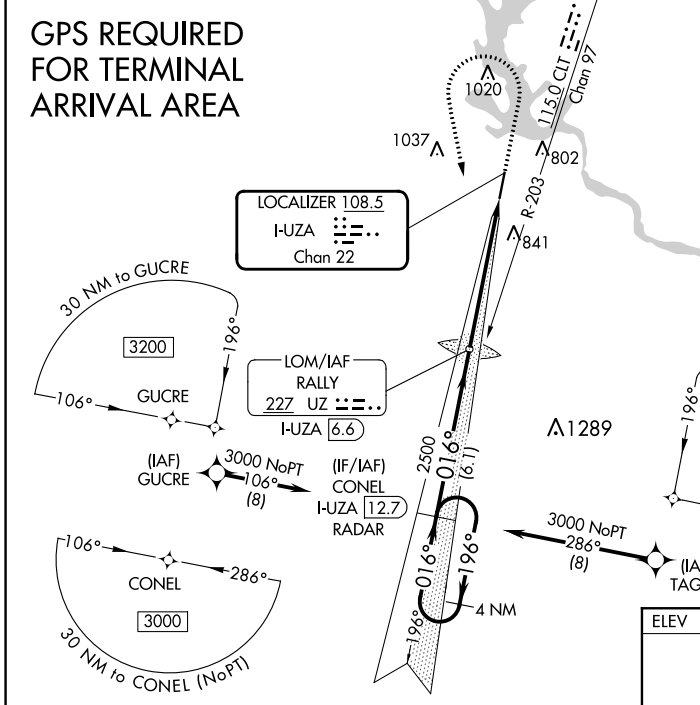 GPS REQUIRED
FOR TERMINAL
ARRIVAL AREA
1020
115.0 CLT
Chan 97
1037
802
R-203
LOCALIZER 108.5
I-UZA
Chan 22
841
30 NM to GUCRE
3200
196°
106°
GUCRE
LOM/IAF
RALLY
227 UZ
I-UZA 6.6
1289
196°
(IAF)
GUCRE
3000 NoPT
106°
(8)
(IF/IAF)
CONEL
I-UZA 12.7
RADAR
2500
016°
(6.1)
3000 NoPT
286°
(8)
(IA
TAG
106°
286°
CONEL
3000
30 NM to CONEL (NoPT)
016°
196°
196°
4 NM
ELEV